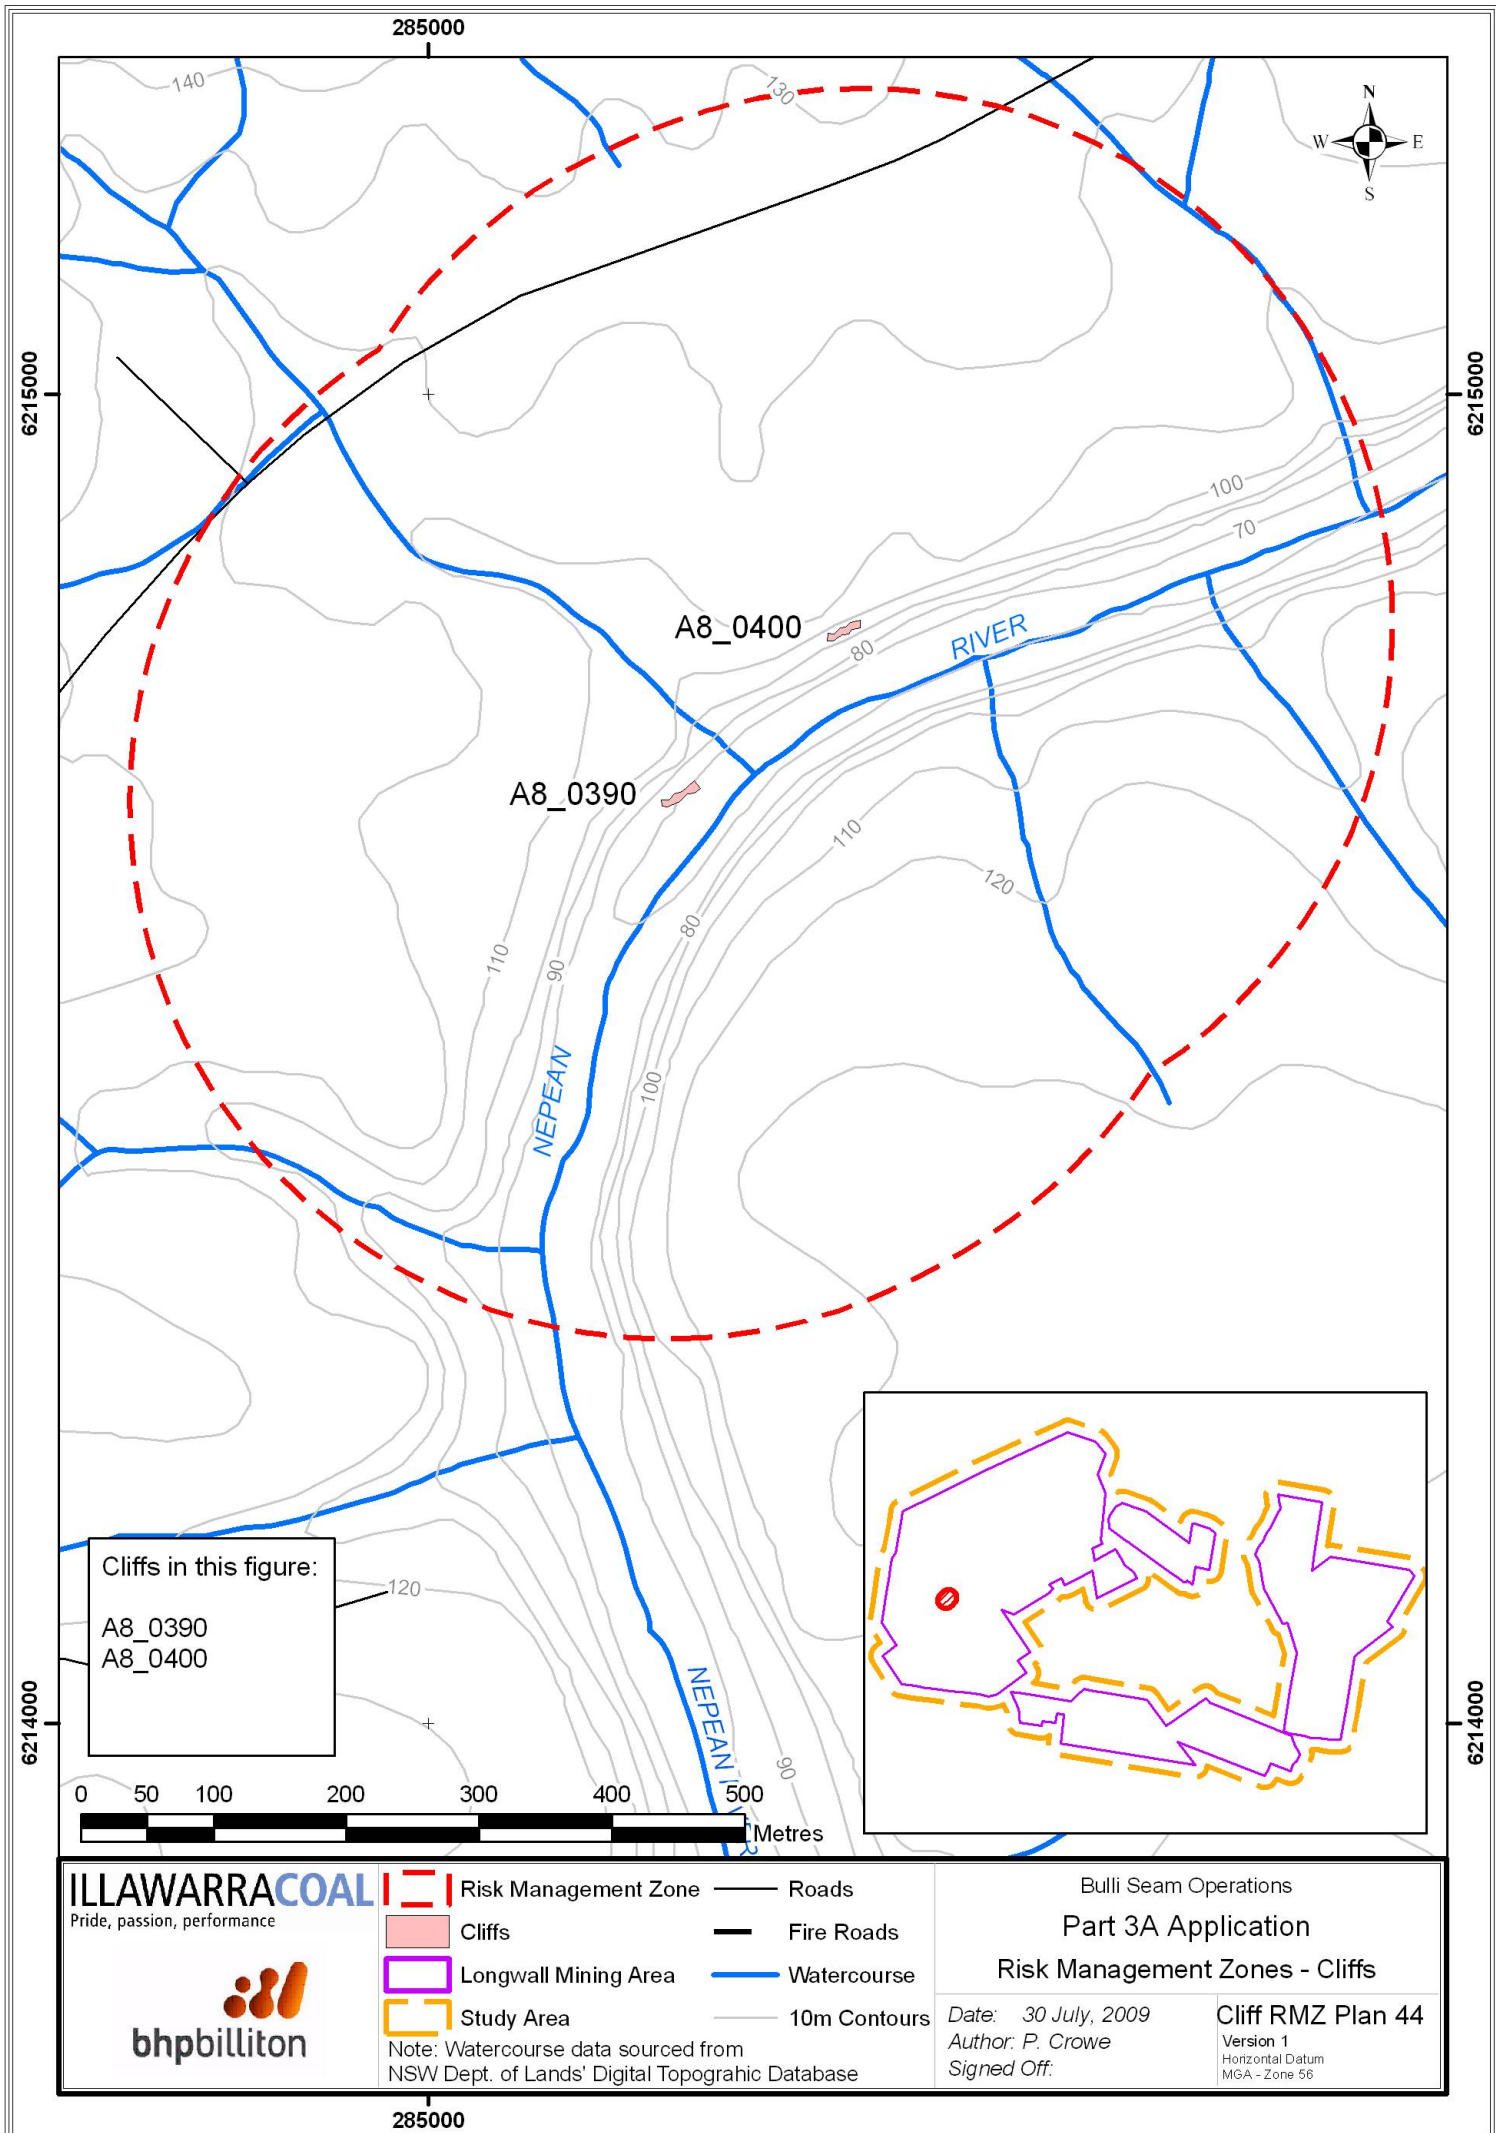 285000
140
130
N
W E
S
6215000
6215000
100
70
A8_0400
80
RIVER
A8_0390
110
120
80
110
90
NEPEAN
100
Cliffs in this figure:
A8_0390
A8_0400
120
6214000
6214000
NEPEAN RIVER
90
0 50 100 200 300 400 500
Metres
ILLAWARRACOAL
Pride, passion, performance
bhpbilliton
Risk Management Zone
Cliffs
Longwall Mining Area
Study Area
Roads
Fire Roads
Watercourse
10m Contours
Note: Watercourse data sourced from
NSW Dept. of Lands' Digital Topograhic Database
Bulli Seam Operations
Part 3A Application
Risk Management Zones - Cliffs
Date: 30 July, 2009
Author: P. Crowe
Signed Off:
Cliff RMZ Plan 44
Version 1
Horizontal Datum
MGA - Zone 56
285000